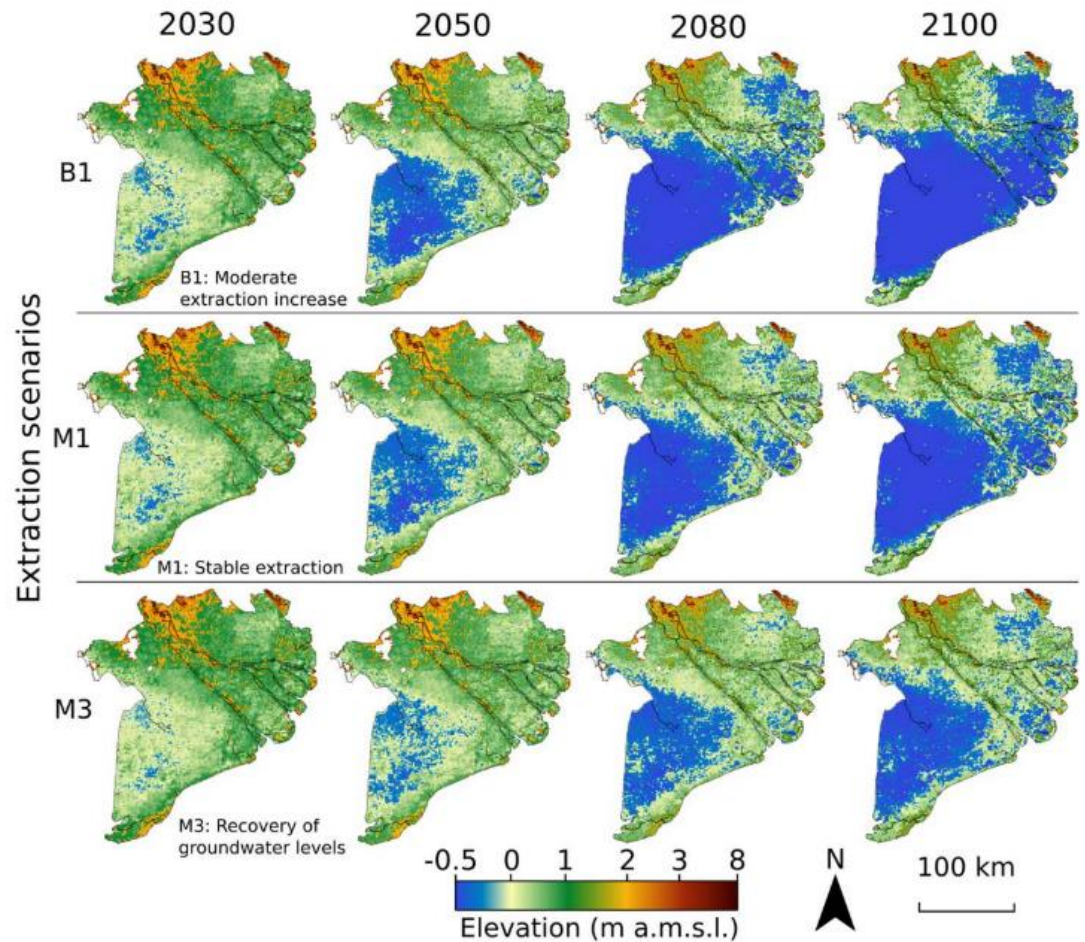 2030 2050 2080 2100
Extraction scenarios
B1
B1: Moderate
extraction increase
M1
M1: Stable extraction
M3
M3: Recovery of
groundwater levels
-0.5 0 1 2 3 8
Elevation (m a.m.s.l.)
N
100 km